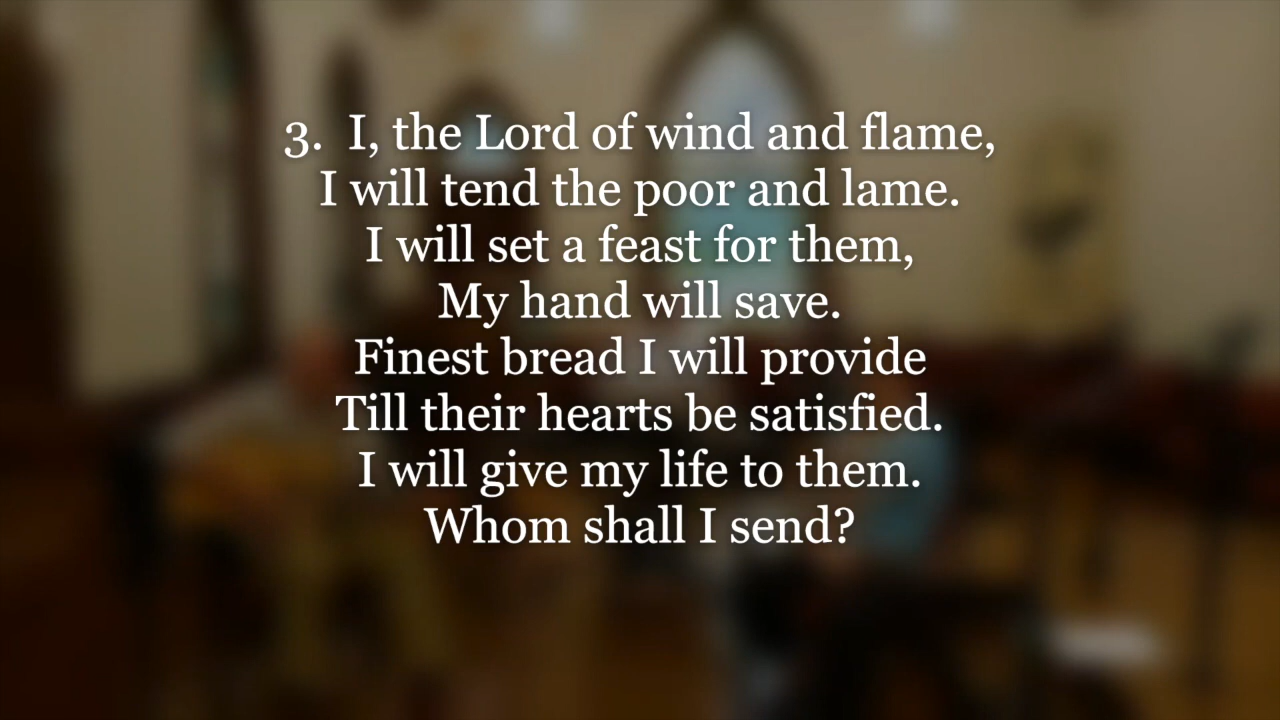 3. I, the Lord of wind and flame,
I will tend the poor and lame.
I will set a feast for them,
My hand will save.
Finest bread I will provide
Till their hearts be satisfied.
I will give my life to them.
Whom shall I send?